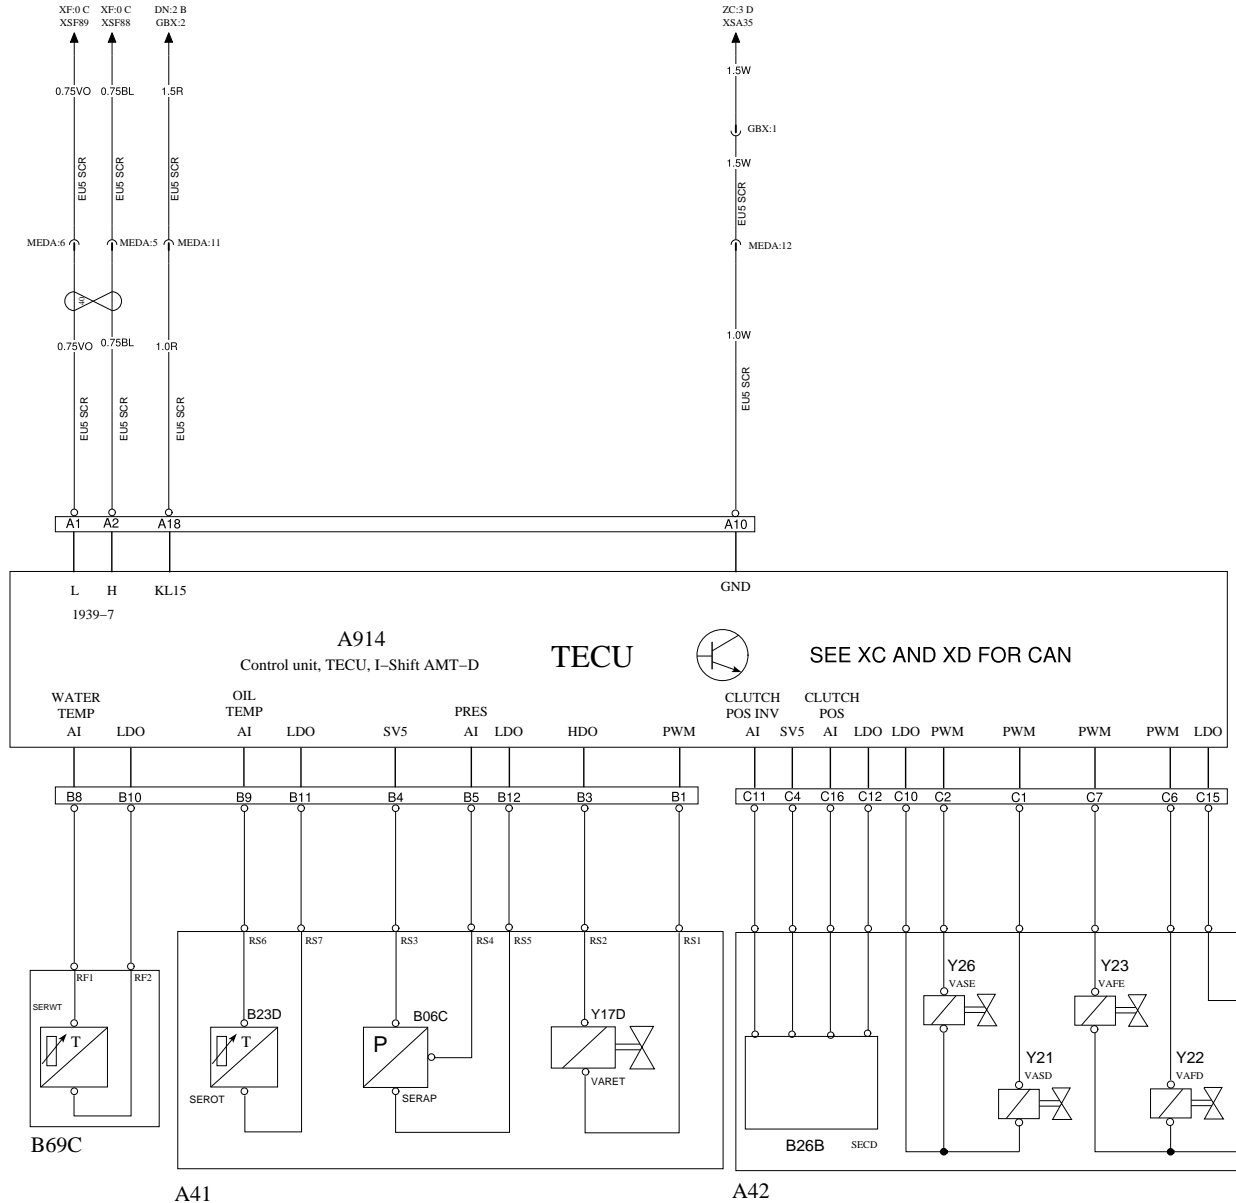 XF:0 C XF:0 C DN:2 B ZC:3 D
XSF89 XSF88 GBX:2 XSA35
1.5W
0.75VO 0.75BL 1.5R
GBX:1
1.5W
EU5 SCR EU5 SCR EU5 SCR EU5 SCR
MEDA:6 MEDA:5 MEDA:11 MEDA:12
40
1.0W
0.75VO 0.75BL 1.0R
EU5 SCR EU5 SCR EU5 SCR EU5 SCR
A1 A2 A18 A10
L H KL15 GND
1939–7
A914
Control unit, TECU, I–Shift AMT–D
TECU
SEE XC AND XD FOR CAN
WATER OIL CLUTCH CLUTCH
TEMP TEMP PRES POS INV POS
AI LDO AI LDO SV5 AI LDO HDO PWM AI SV5 AI LDO LDO PWM PWM PWM PWM LDO
B8 B10 B9 B11 B4 B5 B12 B3 B1 C11 C4 C16 C12 C10 C2 C1 C7 C6 C15
RS6 RS7 RS3 RS4 RS5 RS2 RS1
RF1 RF2
Y26 Y23
VASE VAFE
SERWT
B23D B06C Y17D
T T P
Y21 Y22
VASD VAFD
SEROT SERAP VARET
B69C
B26B SECD
A41 A42